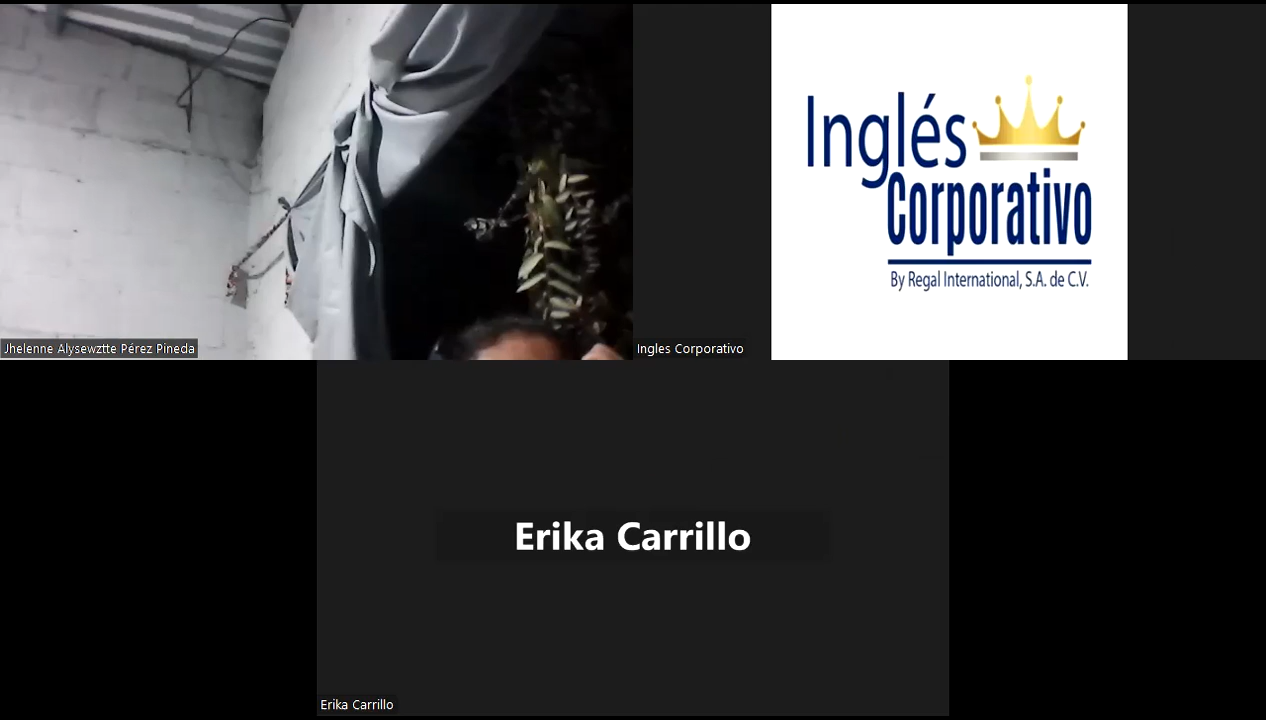 Inglés
Corporativo
By Regal International, S.A. de C.V.
Jhelenne Alysewztte Pérez Pineda
Ingles Corporativo
Erika Carrillo
Erika Carrillo